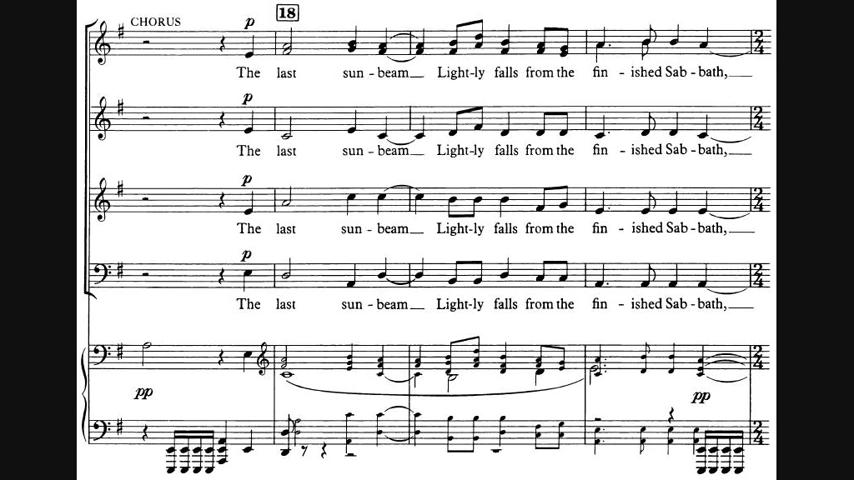 18
CHORUS
p
The last sun - beam Light-ly falls from the fin - ished Sab - bath,
p
The last sun - beam Light-ly falls from the fin - ished Sab - bath,
p
The last sun - beam Light-ly falls from the fin - ished Sab - bath,
p
The last sun - beam Light-ly falls from the fin - ished Sab - bath,
pp pp